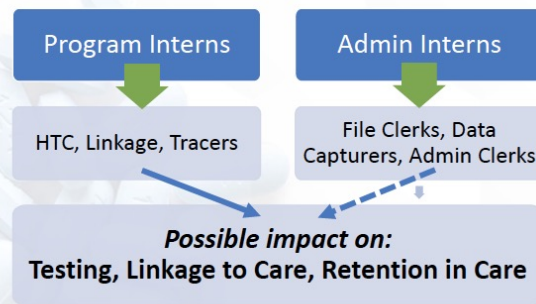 Program Interns
Admin Interns
HTC, Linkage, Tracers
File Clerks, Data
Capturers, Admin Clerks
Possible impact on:
Testing, Linkage to Care, Retention in Care